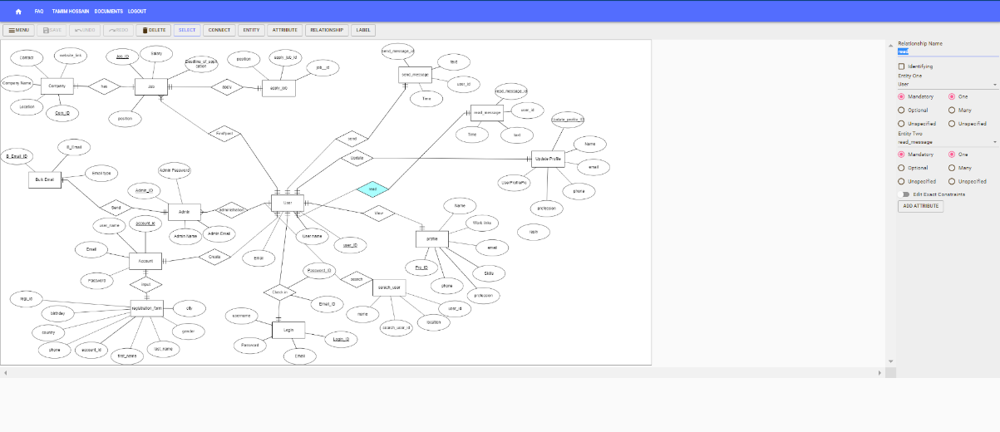 FAQ TAMIM HOSSAIN DOCUMENTS LOGOUT
MENU SAVE UNDO REDO DELETE SELECT CONNECT ENTITY ATTRIBUTE RELATIONSHIP LABEL
Relationship Name
read
Identifying
Entity One
User
Mandatory One
Optional Many
Unspecified Unspecified
Entity Two
read_message
Mandatory One
Optional Many
Unspecified Unspecified
Edit Exact Constraints
ADD ATTRIBUTE
Contact
website_link
Company Name
Company
Location
Com_ID
has
Job_ID
Salary
Deadline_of_appli
cation
Job
position
apply
position
apply_job_id
job_id
apply_job
send_message_id
text
send_message
user_id
Time
read_message_id
user_id
read_message
Time
text
Update_profile_ID
Name
Update Profile
email
UserProfilePic
phone
profession
Employed
send
Update
read
View
B_Email_ID
B_Email
Email type
Bulk Email
Send
Admin Password
Admin_ID
Admin
Admin Name
Admin Email
Administration
User
Email
User name
user_ID
user_name
account_id
Email
Account
Password
Create
input
regi_id
birthday
country
phone
account_id
first_name
last_name
gender
city
registration_form
Check in
Password_ID
Email_ID
username
Login
Password
Email
Login_ID
search
name
search_user_id
location
user_id
Name
Work links
email
Skills
profession
phone
Pro_ID
profile